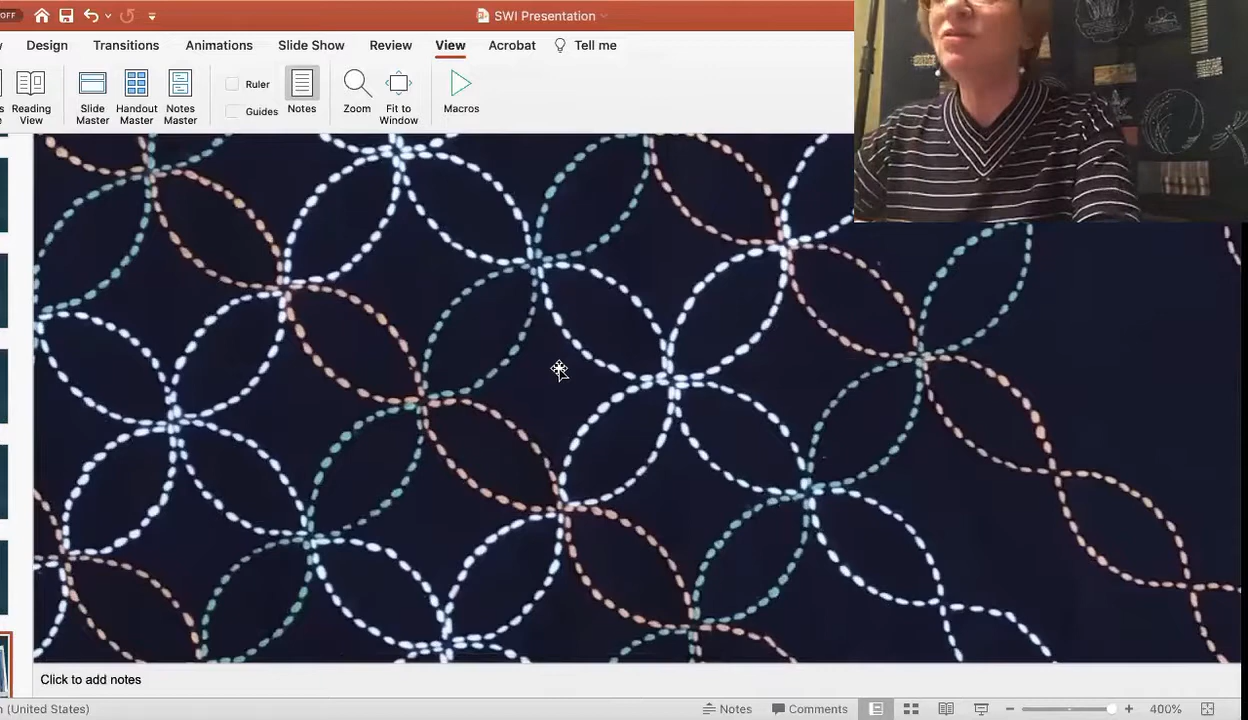 OFF
SWI Presentation
Design Transitions Animations Slide Show Review View Acrobat Tell me
Reading View
Slide Master
Handout Master
Notes Master
Ruler
Guides
Notes
Zoom
Fit to Window
Macros
Click to add notes
(United States)
Notes Comments 400%